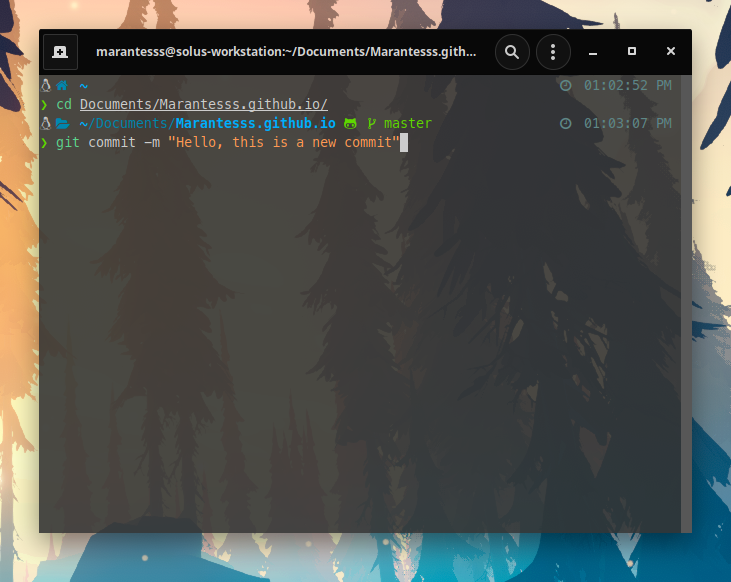 marantesss@solus-workstation:~/Documents/Marantesss.gith...
~ 01:02:52 PM
❯ cd Documents/Marantesss.github.io/
~/Documents/Marantesss.github.io master 01:03:07 PM
❯ git commit -m "Hello, this is a new commit"